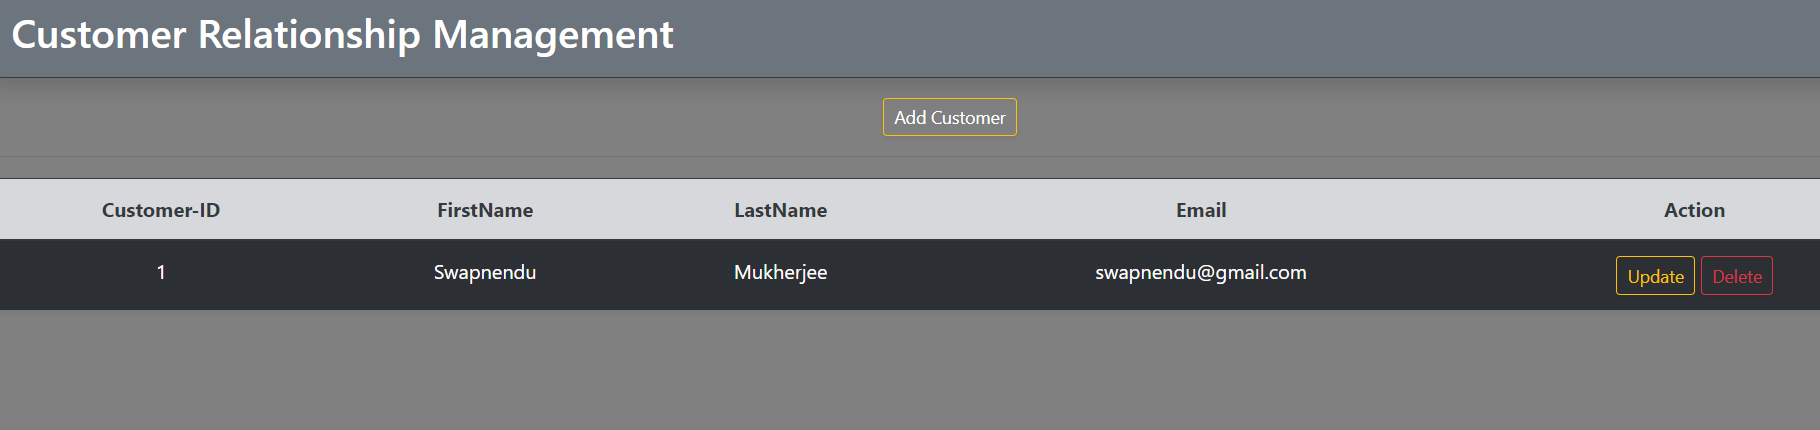 Customer Relationship Management
Add Customer
Customer-ID FirstName LastName Email Action
1 Swapnendu Mukherjee swapnendu@gmail.com Update Delete